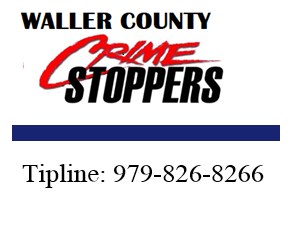 WALLER COUNTY
CRIME
STOPPERS
Tipline: 979-826-8266